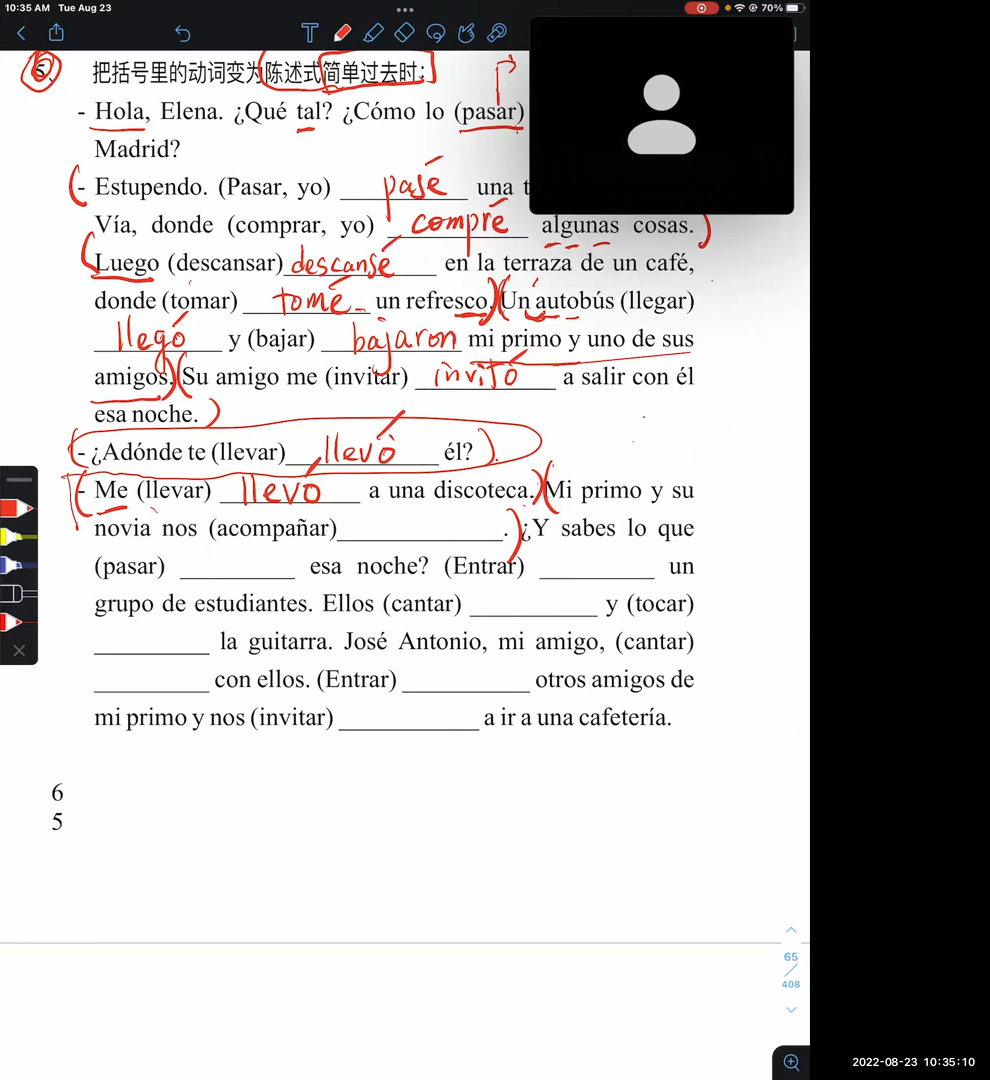 10:35 AM Tue Aug 23
70%
把括号里的动词变为陈述式简单过去时:
- Hola, Elena. ¿Qué tal? ¿Cómo lo (pasar)
Madrid?
- Estupendo. (Pasar, yo) pasé una t
Vía, donde (comprar, yo) compré algunas cosas.
Luego (descansar) descansé en la terraza de un café,
donde (tomar) tomé un refresco. Un autobús (llegar)
llegó y (bajar) bajaron mi primo y uno de sus
amigos. Su amigo me (invitar) invitó a salir con él
esa noche.
- ¿Adónde te (llevar) llevó él?
- Me (llevar) llevó a una discoteca. Mi primo y su
novia nos (acompañar)____________. ¿Y sabes lo que
(pasar) __________ esa noche? (Entrar) __________ un
grupo de estudiantes. Ellos (cantar) ___________ y (tocar)
__________ la guitarra. José Antonio, mi amigo, (cantar)
__________ con ellos. (Entrar) ___________ otros amigos de
mi primo y nos (invitar) ____________ a ir a una cafetería.
6
5
65
408
2022-08-23 10:35:10